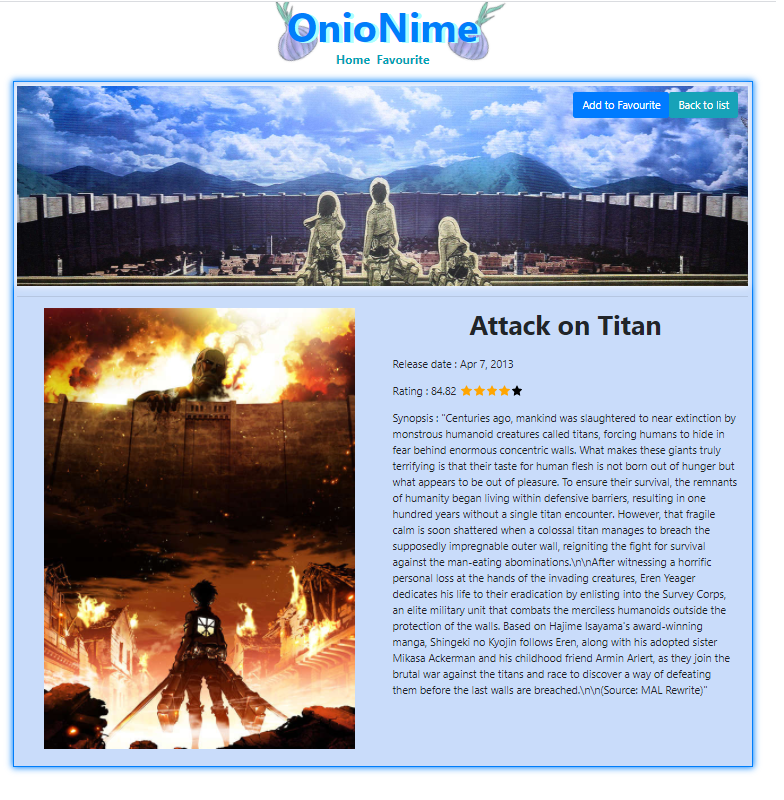 OnioNime
Home Favourite
Add to Favourite Back to list
Attack on Titan
Release date : Apr 7, 2013
Rating : 84.82
Synopsis : "Centuries ago, mankind was slaughtered to near extinction by
monstrous humanoid creatures called titans, forcing humans to hide in
fear behind enormous concentric walls. What makes these giants truly
terrifying is that their taste for human flesh is not born out of hunger but
what appears to be out of pleasure. To ensure their survival, the remnants
of humanity began living within defensive barriers, resulting in one
hundred years without a single titan encounter. However, that fragile
calm is soon shattered when a colossal titan manages to breach the
supposedly impregnable outer wall, reigniting the fight for survival
against the man-eating abominations.\n\nAfter witnessing a horrific
personal loss at the hands of the invading creatures, Eren Yeager
dedicates his life to their eradication by enlisting into the Survey Corps,
an elite military unit that combats the merciless humanoids outside the
protection of the walls. Based on Hajime Isayama's award-winning
manga, Shingeki no Kyojin follows Eren, along with his adopted sister
Mikasa Ackerman and his childhood friend Armin Arlert, as they join the
brutal war against the titans and race to discover a way of defeating
them before the last walls are breached.\n\n(Source: MAL Rewrite)"